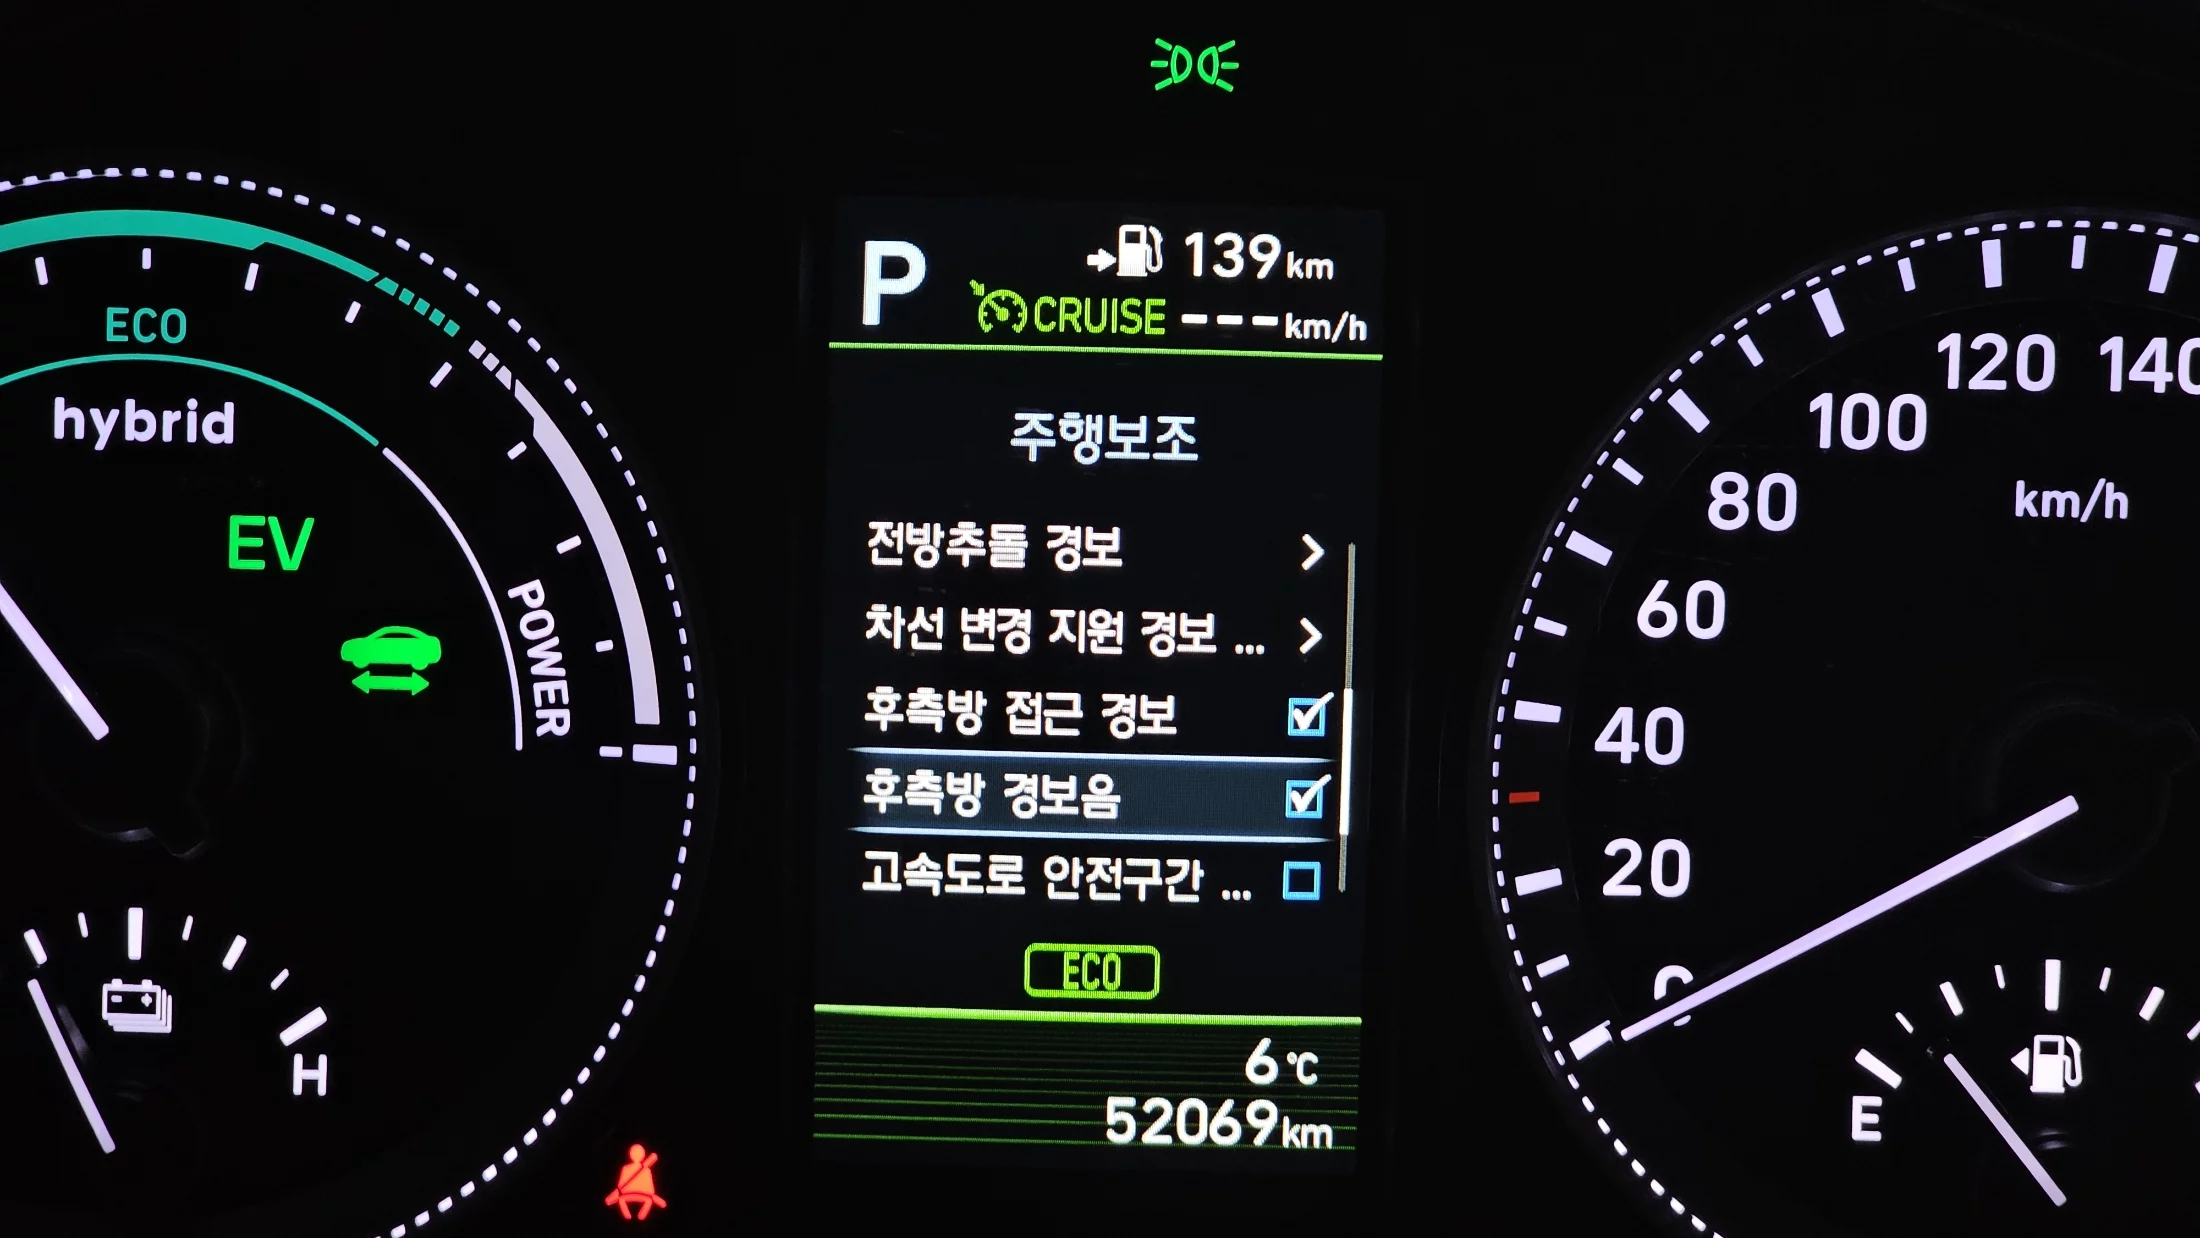 P
139km
CRUISE ---km/h
주행보조
전방추돌 경보
차선 변경 지원 경보 ...
후측방 접근 경보
후측방 경보음
고속도로 안전구간 ...
ECO
6℃
52069km
ECO
hybrid
EV
POWER
H
140
120
100
80
km/h
60
40
20
0
E